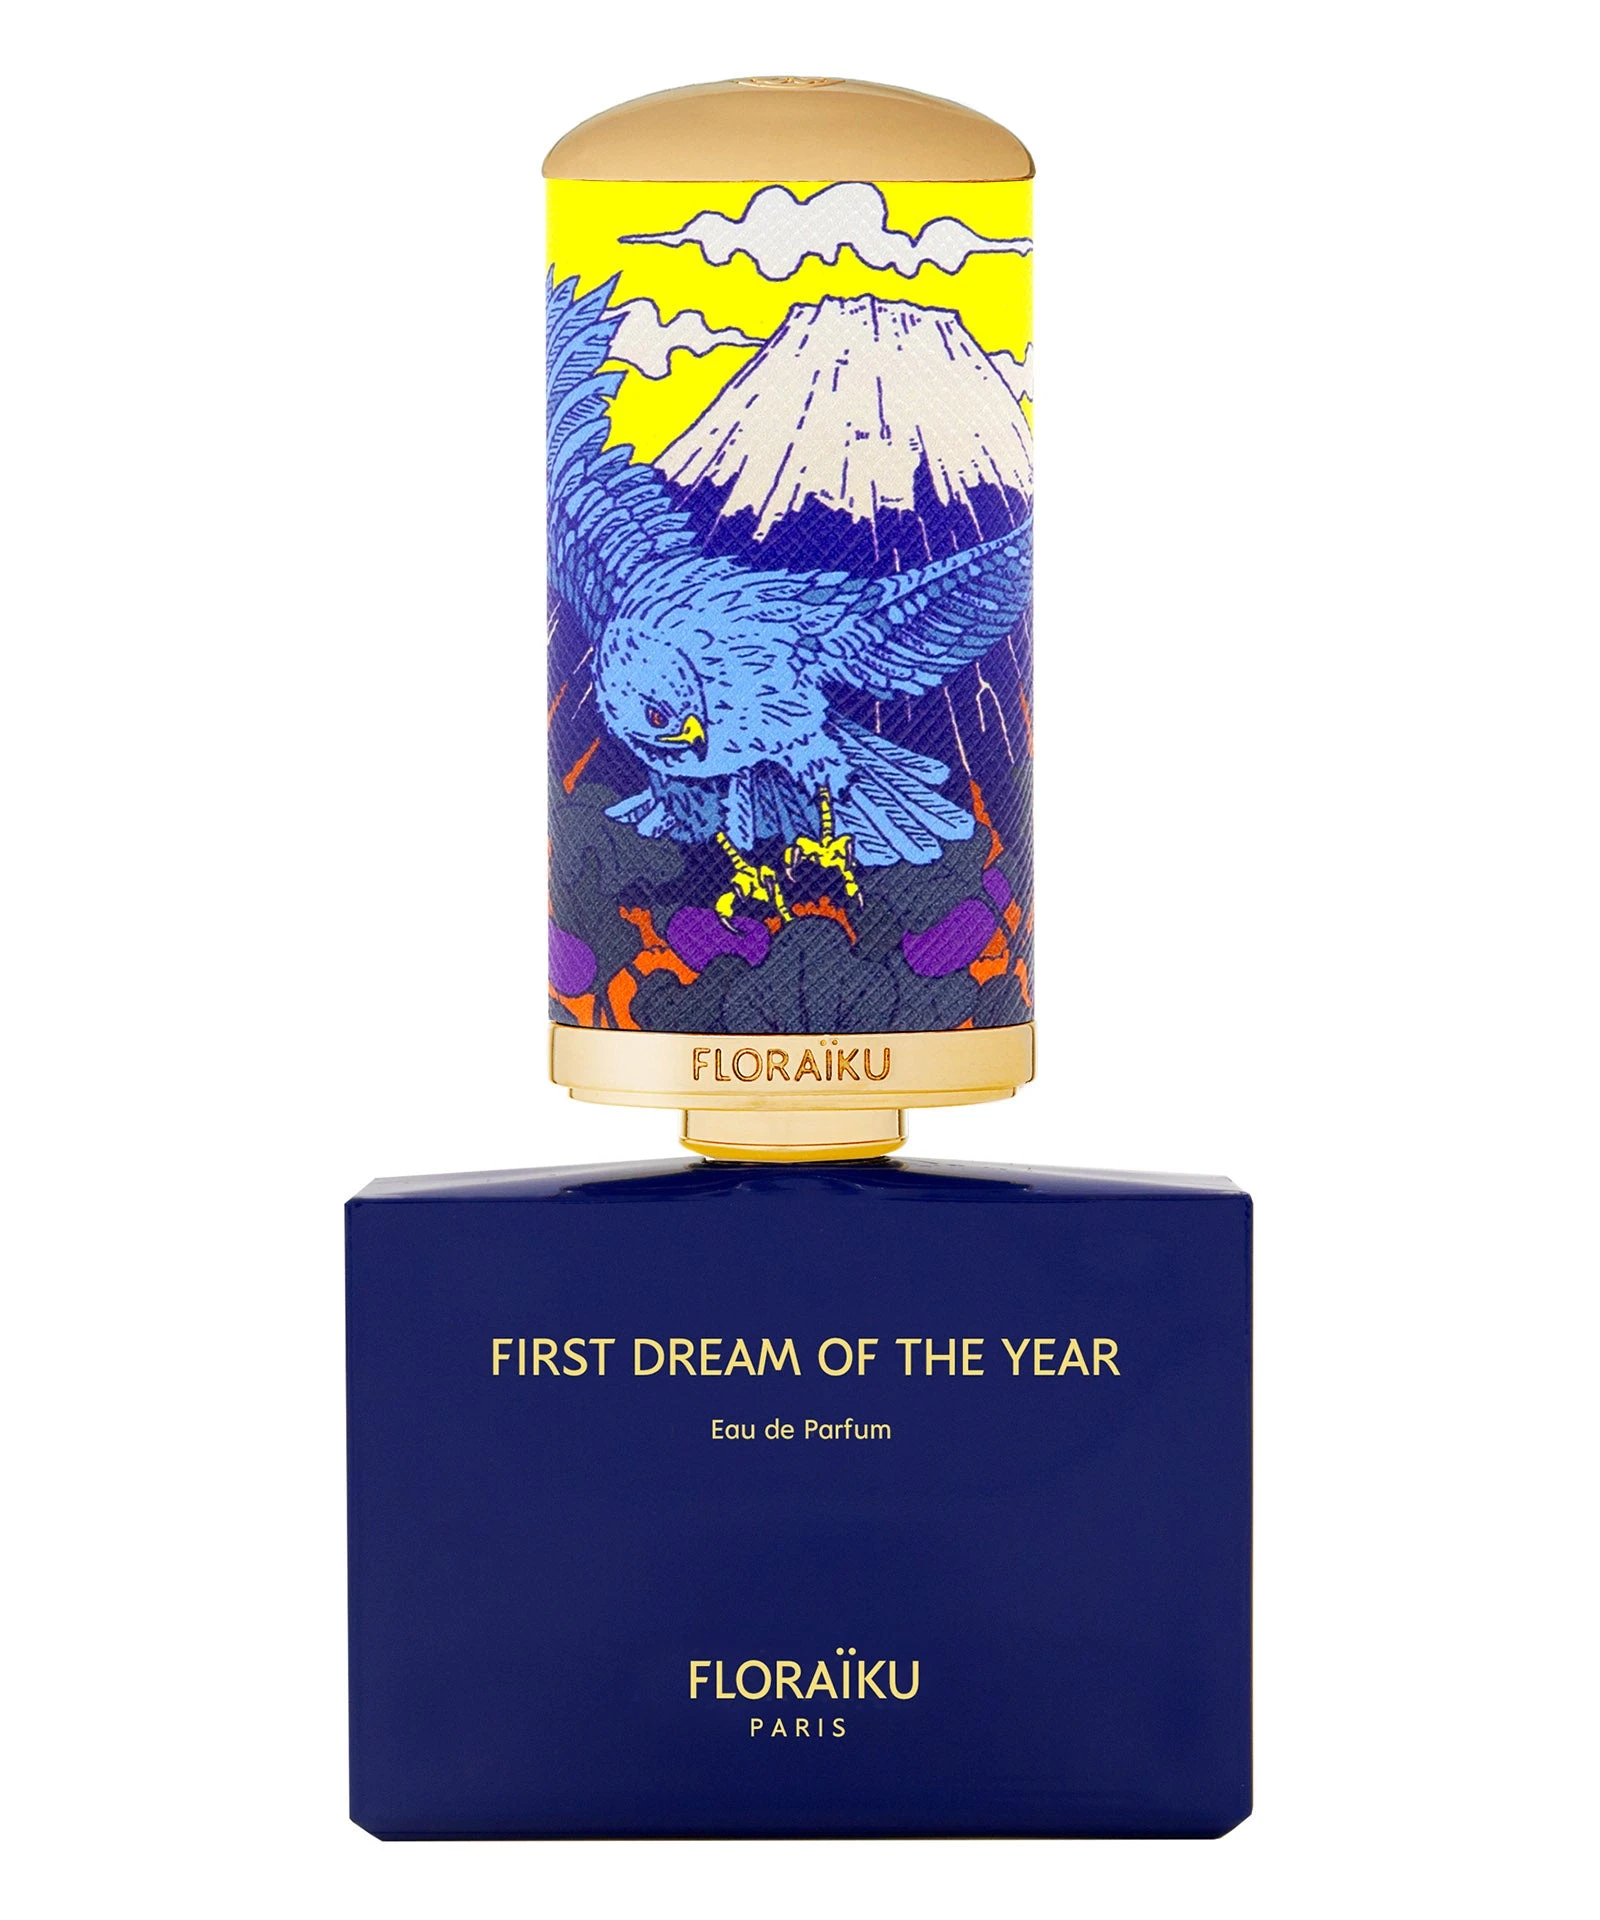 FLORAÏKU
FIRST DREAM OF THE YEAR
Eau de Parfum
FLORAÏKU
PARIS